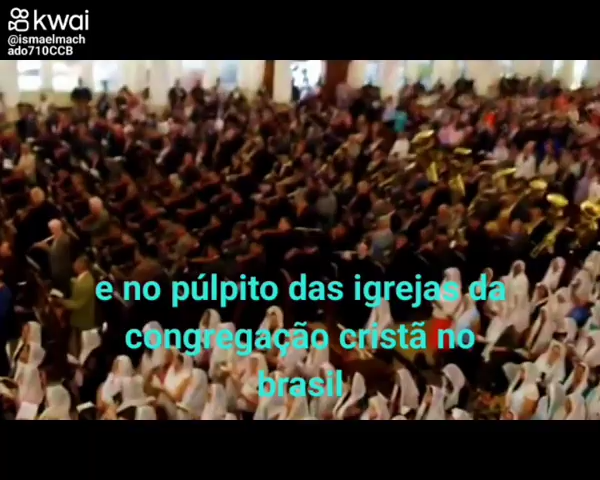 kwai
@ismaelmach
ado710CCB
e no púlpito das igrejas da
congregação cristã no
brasil